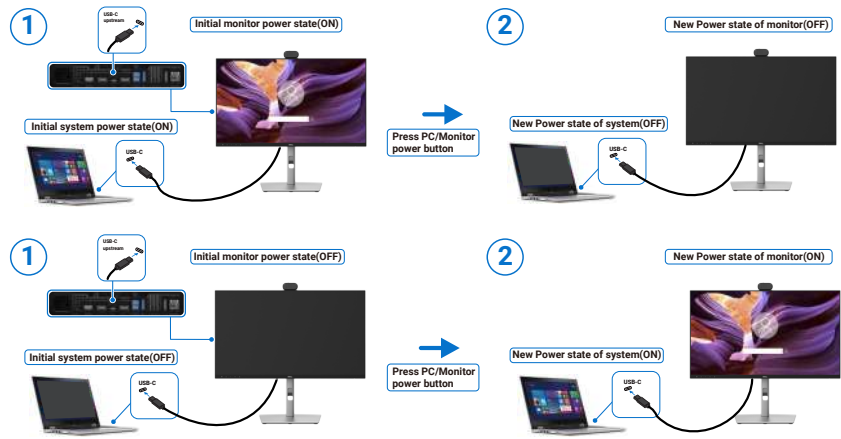 1
USB-C
upstream
Initial monitor power state(ON)
Initial system power state(ON)
USB-C
Press PC/Monitor
power button
2
New Power state of monitor(OFF)
New Power state of system(OFF)
USB-C
1
USB-C
upstream
Initial monitor power state(OFF)
Initial system power state(OFF)
USB-C
Press PC/Monitor
power button
2
New Power state of monitor(ON)
New Power state of system(ON)
USB-C